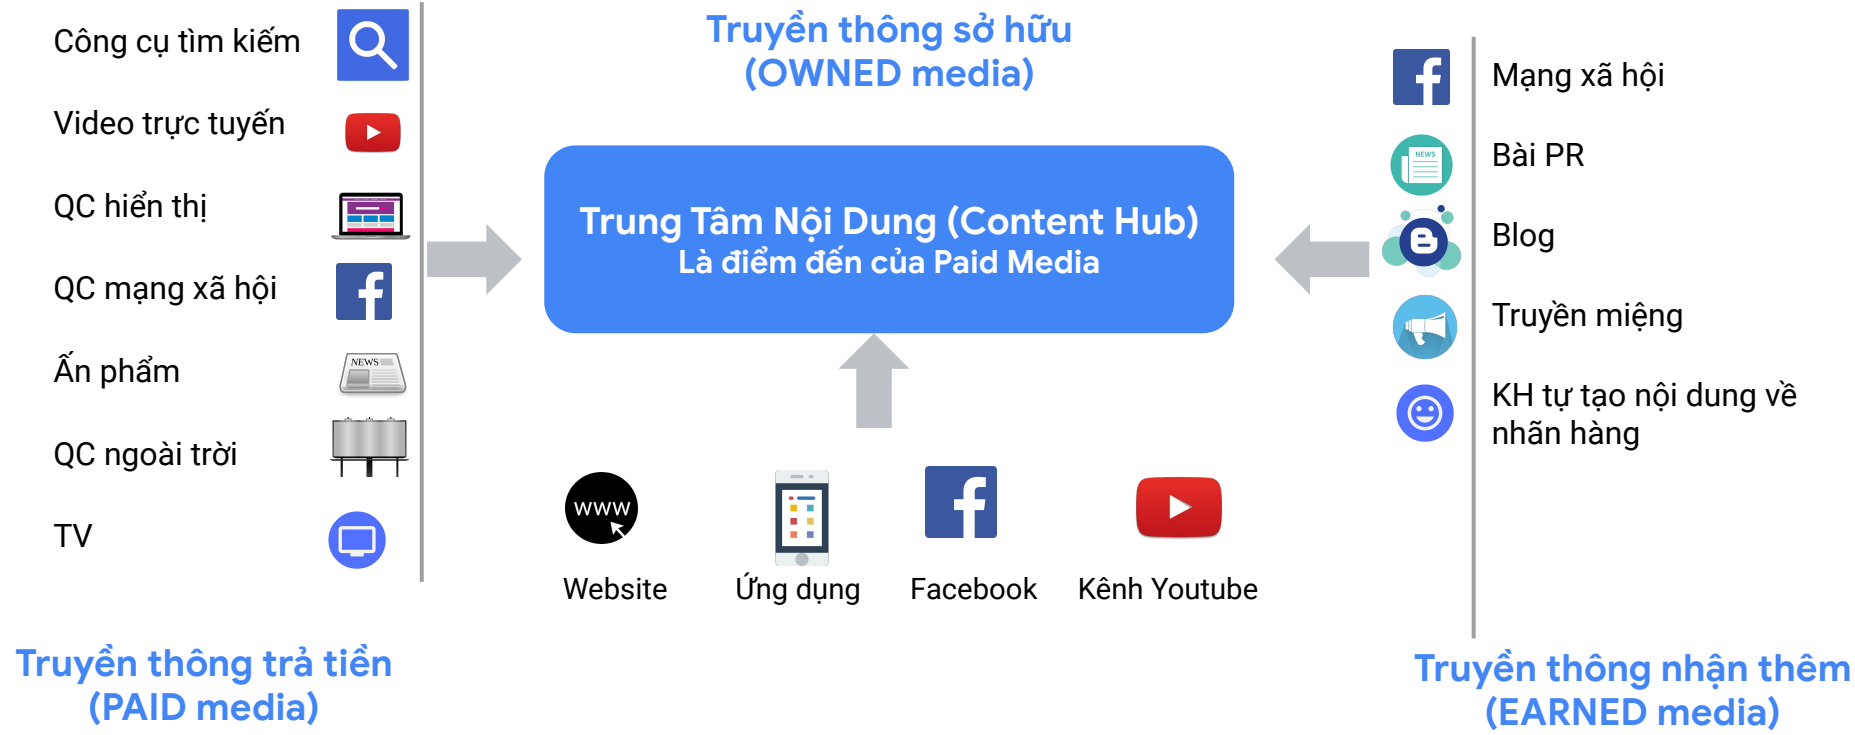 Công cụ tìm kiếm
Video trực tuyến
QC hiển thị
QC mạng xã hội
Ấn phẩm
NEWS
QC ngoài trời
TV
Truyền thông trả tiền
(PAID media)
Truyền thông sở hữu
(OWNED media)
Trung Tâm Nội Dung (Content Hub)
Là điểm đến của Paid Media
www
Website
Ứng dụng
Facebook
Kênh Youtube
Mạng xã hội
NEWS
Bài PR
Blog
Truyền miệng
KH tự tạo nội dung về
nhãn hàng
Truyền thông nhận thêm
(EARNED media)